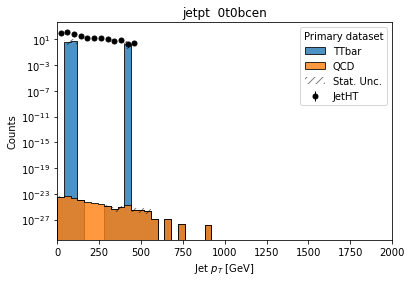 jetpt 0t0bcen
Primary dataset
TTbar
QCD
Stat. Unc.
JetHT
Counts
10^1
10^-3
10^-7
10^-11
10^-15
10^-19
10^-23
10^-27
0 250 500 750 1000 1250 1500 1750 2000
Jet p_T [GeV]